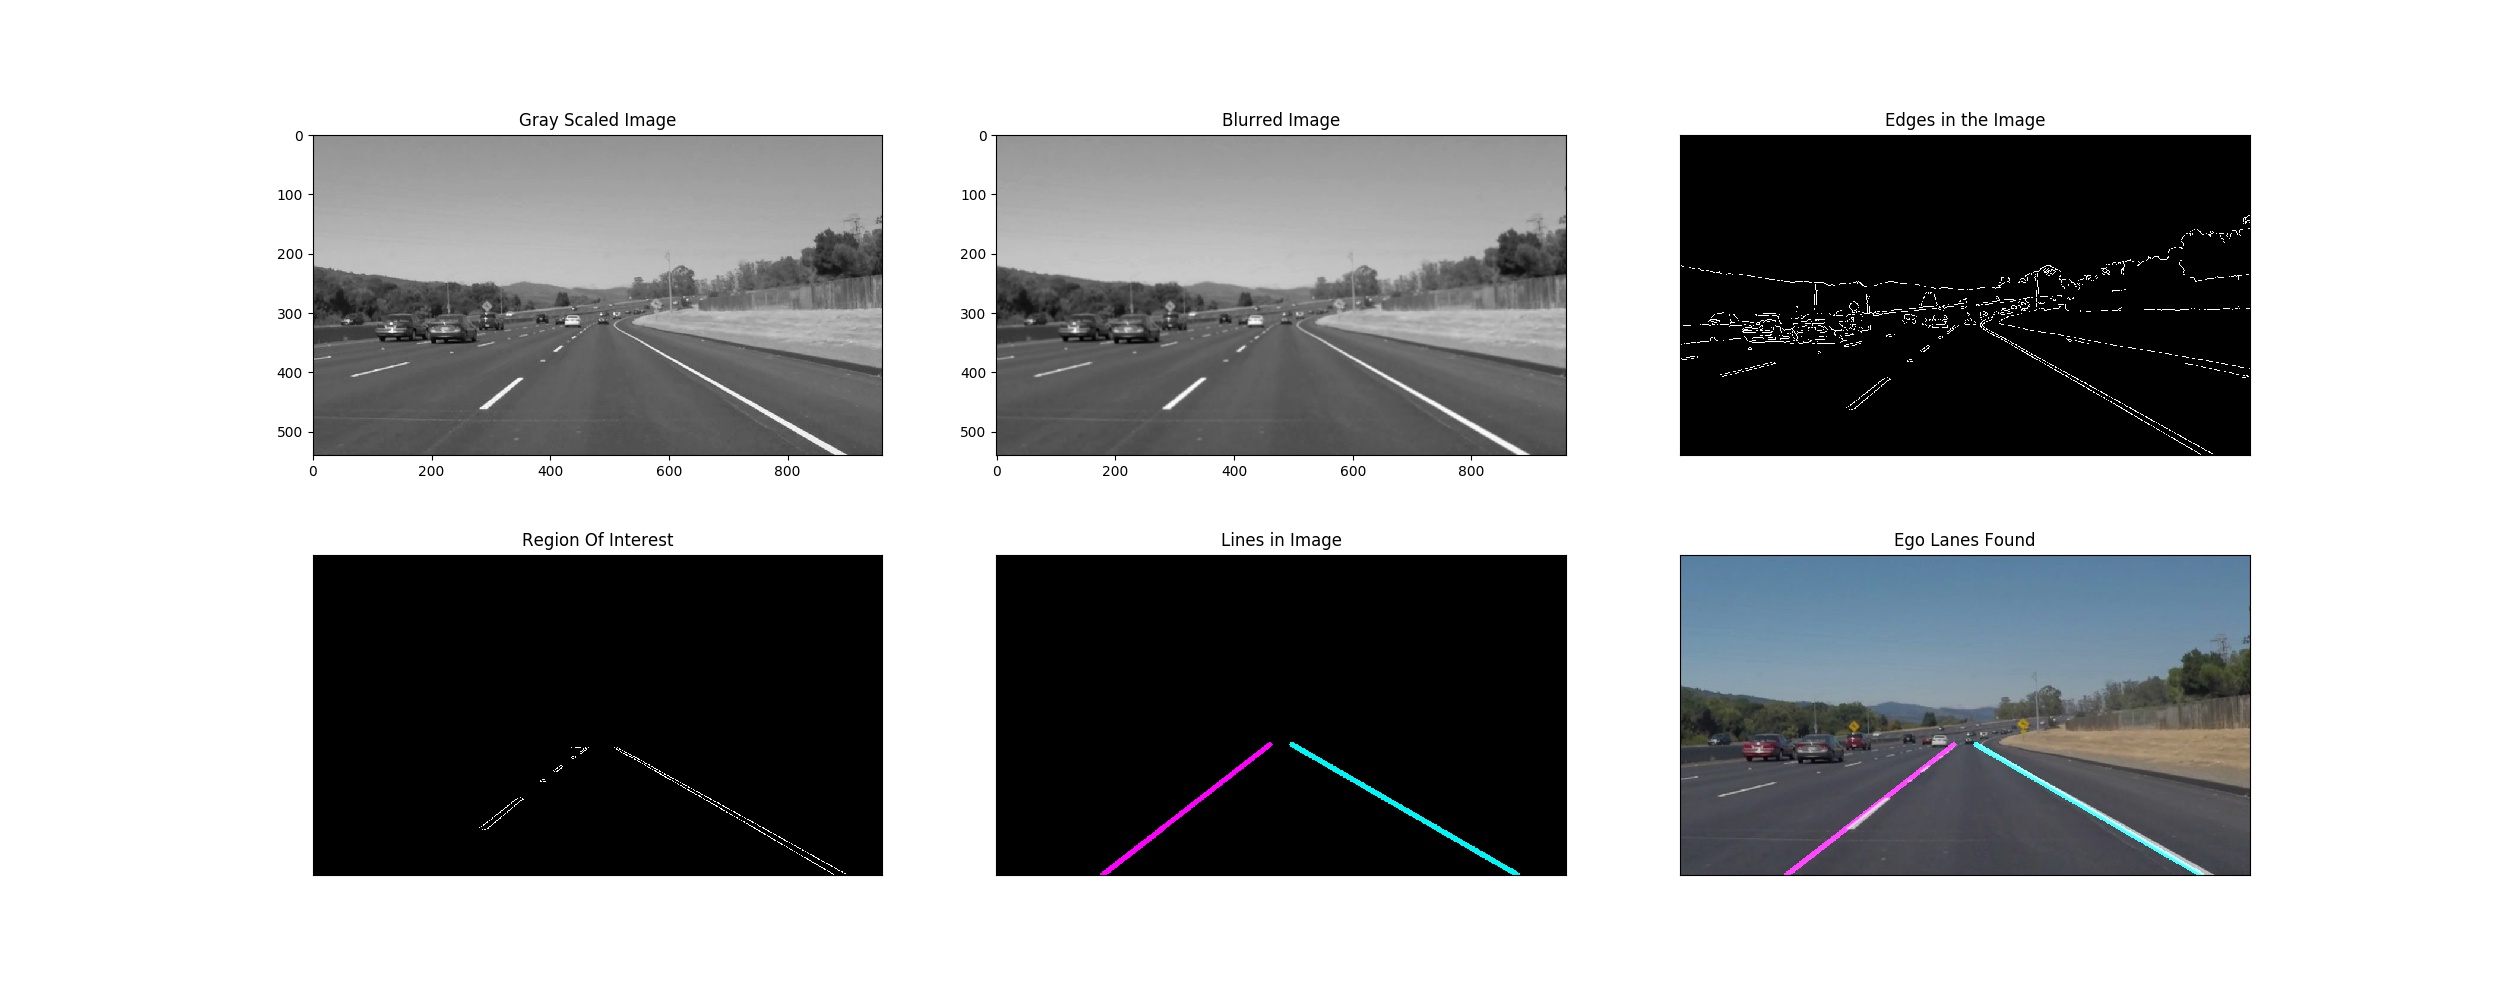 Gray Scaled Image
0
100
200
300
400
500
0 200 400 600 800
Blurred Image
0
100
200
300
400
500
0 200 400 600 800
Edges in the Image
Region Of Interest
Lines in Image
Ego Lanes Found